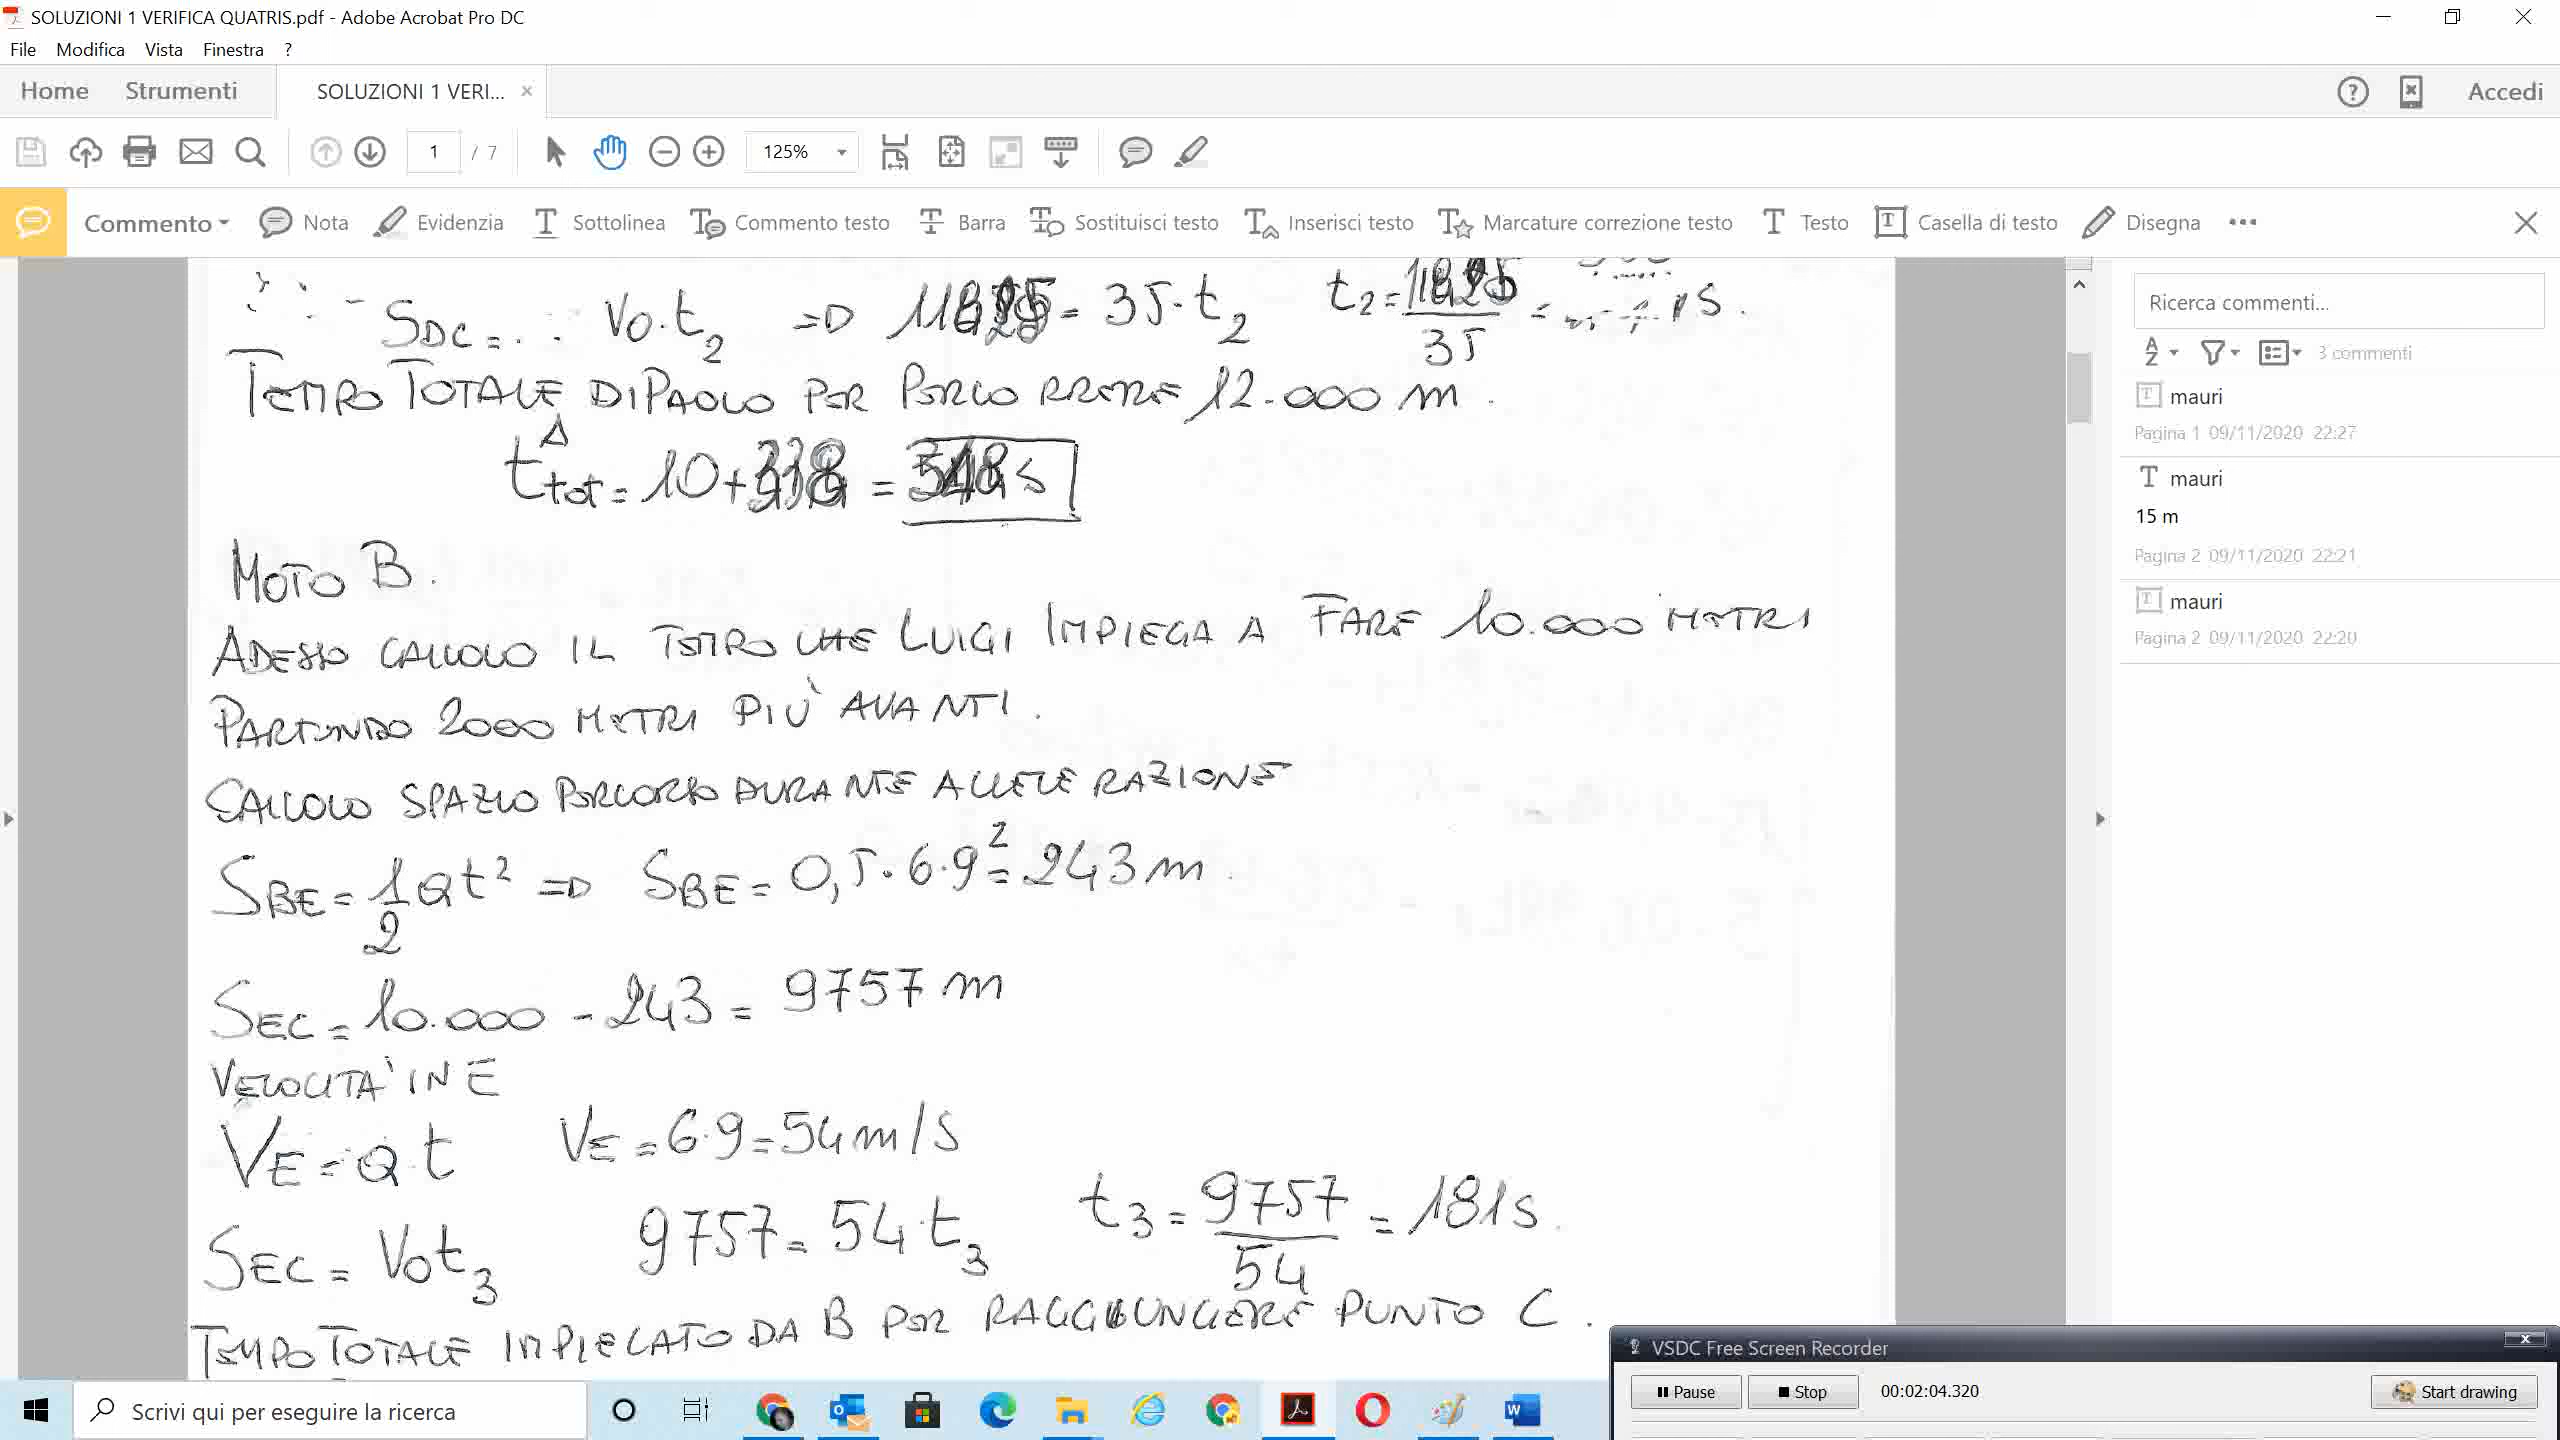 SOLUZIONI 1 VERIFICA QUATRIS.pdf - Adobe Acrobat Pro DC
File Modifica Vista Finestra ?
Home Strumenti SOLUZIONI 1 VERI... × Accedi
1 / 7 125%
Commento Nota Evidenzia Sottolinea Commento testo Barra Sostituisci testo Inserisci testo Marcature correzione testo Testo Casella di testo Disegna
SDC = V0·t2 =D = 35·t2 t2 = / 35 = s.
TEMPO TOTALE DI PAOLO PER PERCORRERE 12.000 m.
t tot = 10 + = s
MOTO B.
ADESSO CALCOLO IL TEMPO CHE LUIGI IMPIEGA A FARE 10.000 METRI
PARTENDO 2000 METRI PIÙ AVANTI.
CALCOLO SPAZIO PERCORSO DURANTE ACCELERAZIONE
SBE = 1/2 at² =D SBE = 0,5·6·9² = 243 m.
SEC = 10.000 - 243 = 9757 m
VELOCITA' IN E
VE = a·t VE = 6·9 = 54 m/s
SEC = V0t3 9757 = 54·t3 t3 = 9757/54 = 181s.
TEMPO TOTALE IMPIEGATO DA B PER RAGGIUNGERE PUNTO C.
Ricerca commenti...
3 commenti
mauri
Pagina 1 09/11/2020 22:27
mauri
15 m
Pagina 2 09/11/2020 22:21
mauri
Pagina 2 09/11/2020 22:20
VSDC Free Screen Recorder
Pause Stop 00:02:04.320 Start drawing
Scrivi qui per eseguire la ricerca